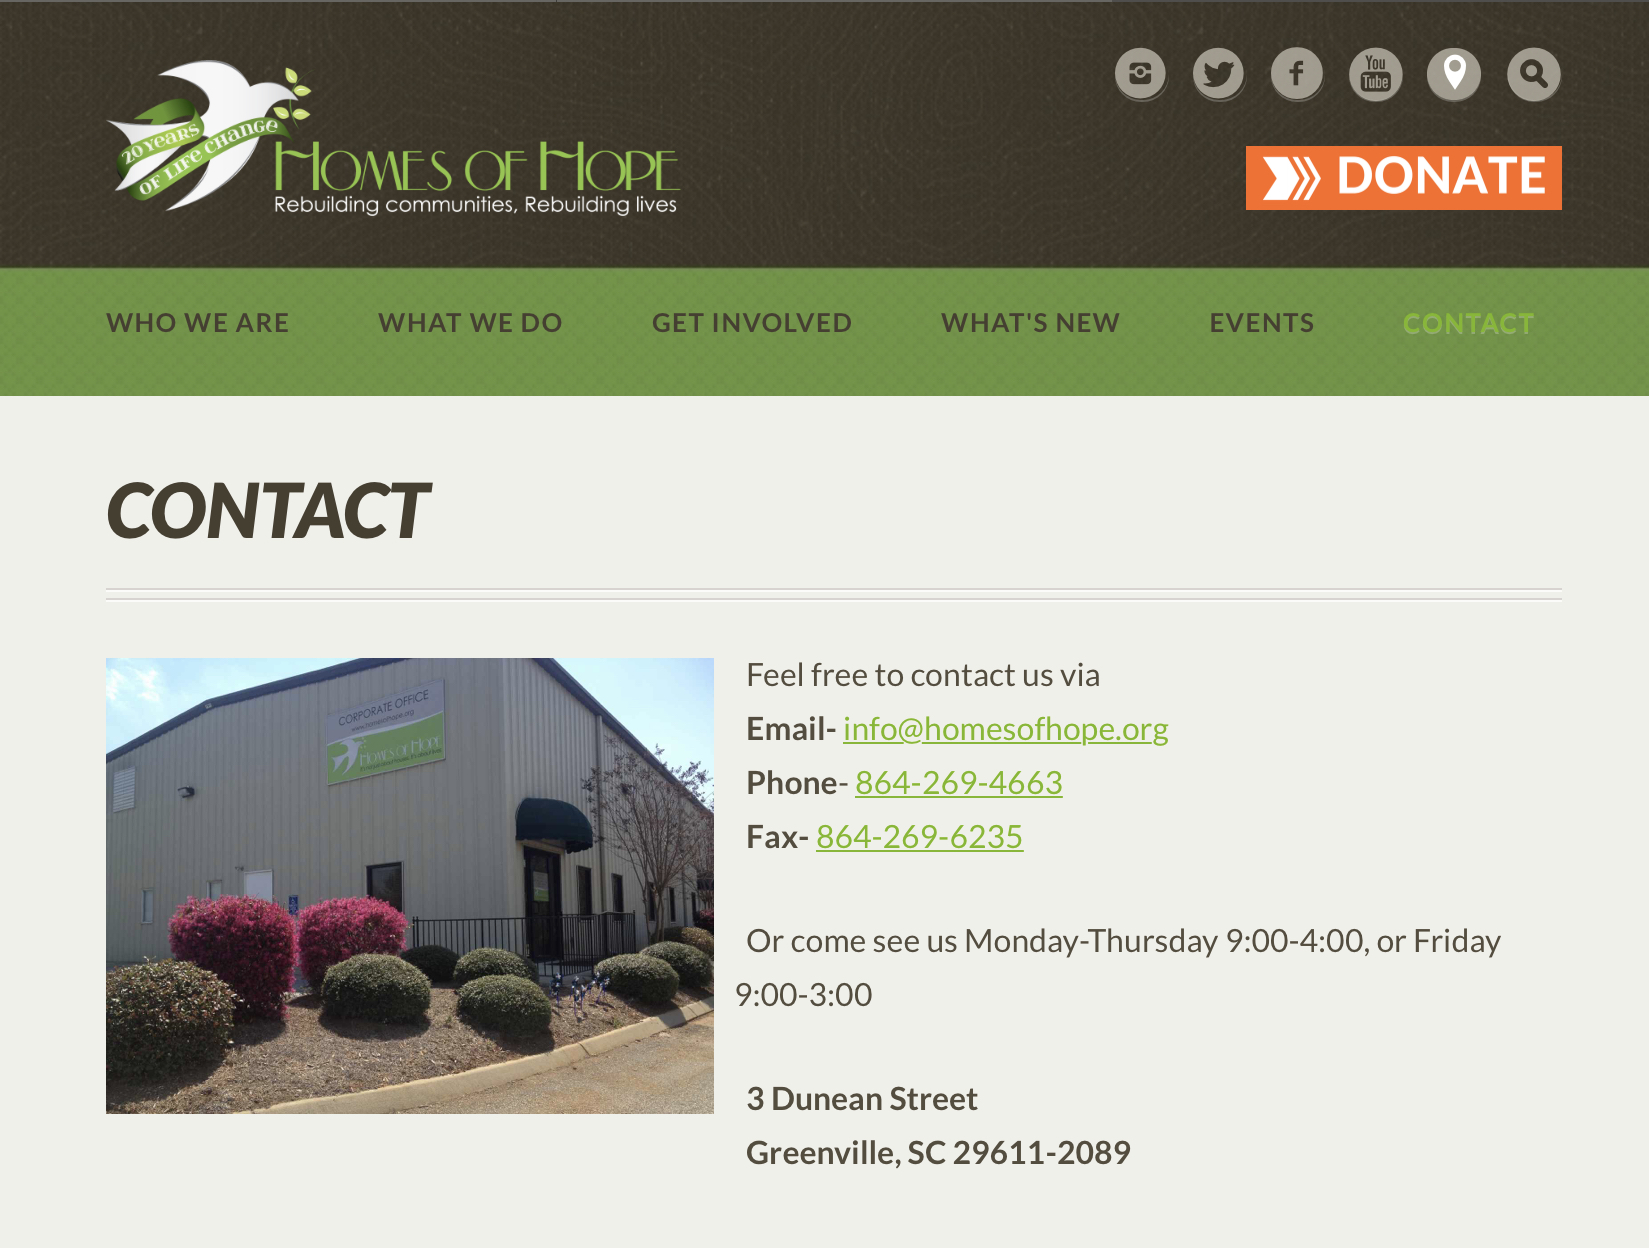 20 YEARS
OF LIFE CHANGE
HOMES OF HOPE
Rebuilding communities, Rebuilding lives
You
Tube
DONATE
WHO WE ARE
WHAT WE DO
GET INVOLVED
WHAT'S NEW
EVENTS
CONTACT
CONTACT
CORPORATE OFFICE
www.homesofhope.org
HOMES OF HOPE
Feel free to contact us via
Email- info@homesofhope.org
Phone- 864-269-4663
Fax- 864-269-6235
Or come see us Monday-Thursday 9:00-4:00, or Friday
9:00-3:00
3 Dunean Street
Greenville, SC 29611-2089